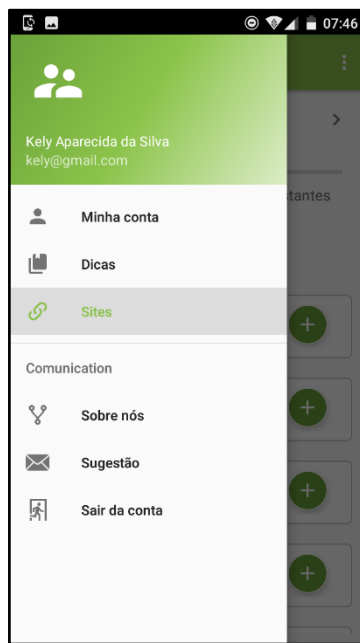 07:46
Kely Aparecida da Silva
kely@gmail.com
tantes
Minha conta
Dicas
Sites
Comunication
Sobre nós
Sugestão
Sair da conta